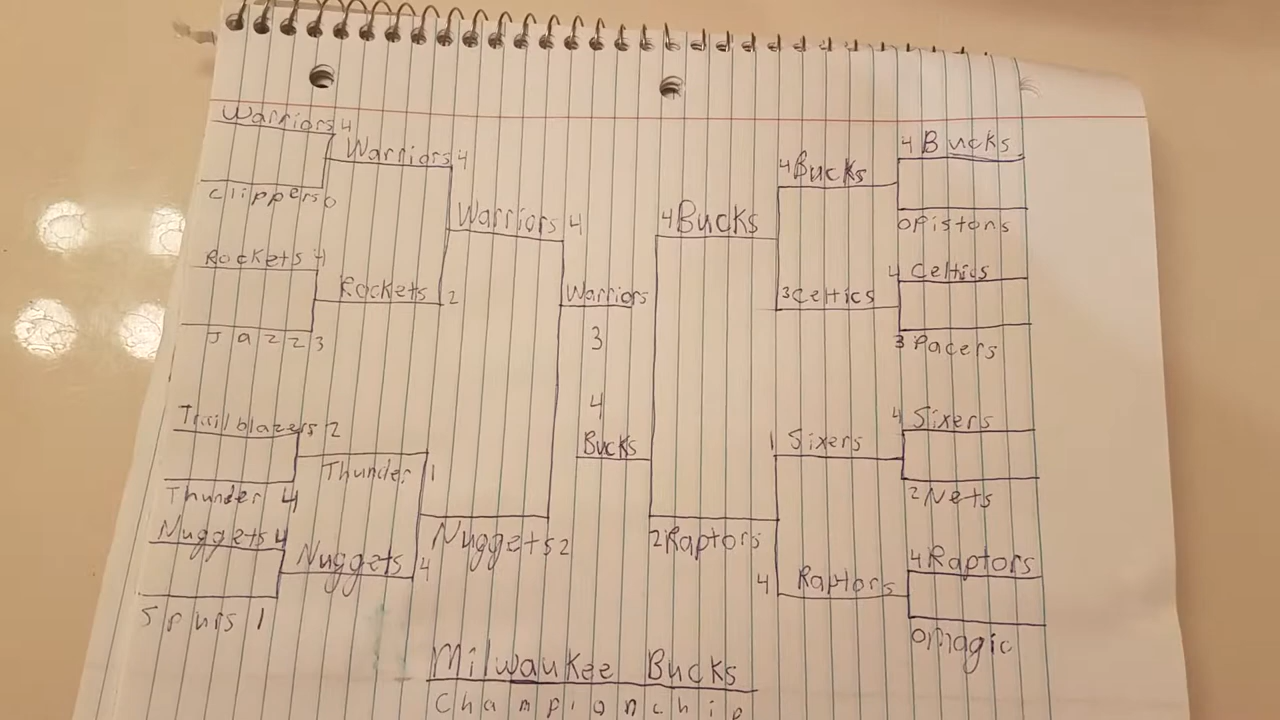 Warriors 4
Clippers 0
Rockets 4
Jazz 3
Trailblazers 2
Thunder 4
Nuggets 4
Spurs 1
Warriors 4
Rockets 2
Thunder 1
Nuggets 4
Warriors 4
Nuggets 2
Warriors
3
4
Bucks
4 Bucks
2 Raptors
4 Bucks
3 Celtics
1 Sixers
4 Raptors
4 Bucks
0 Pistons
4 Celtics
3 Pacers
4 Sixers
2 Nets
4 Raptors
0 magic
Milwaukee Bucks
Championchip